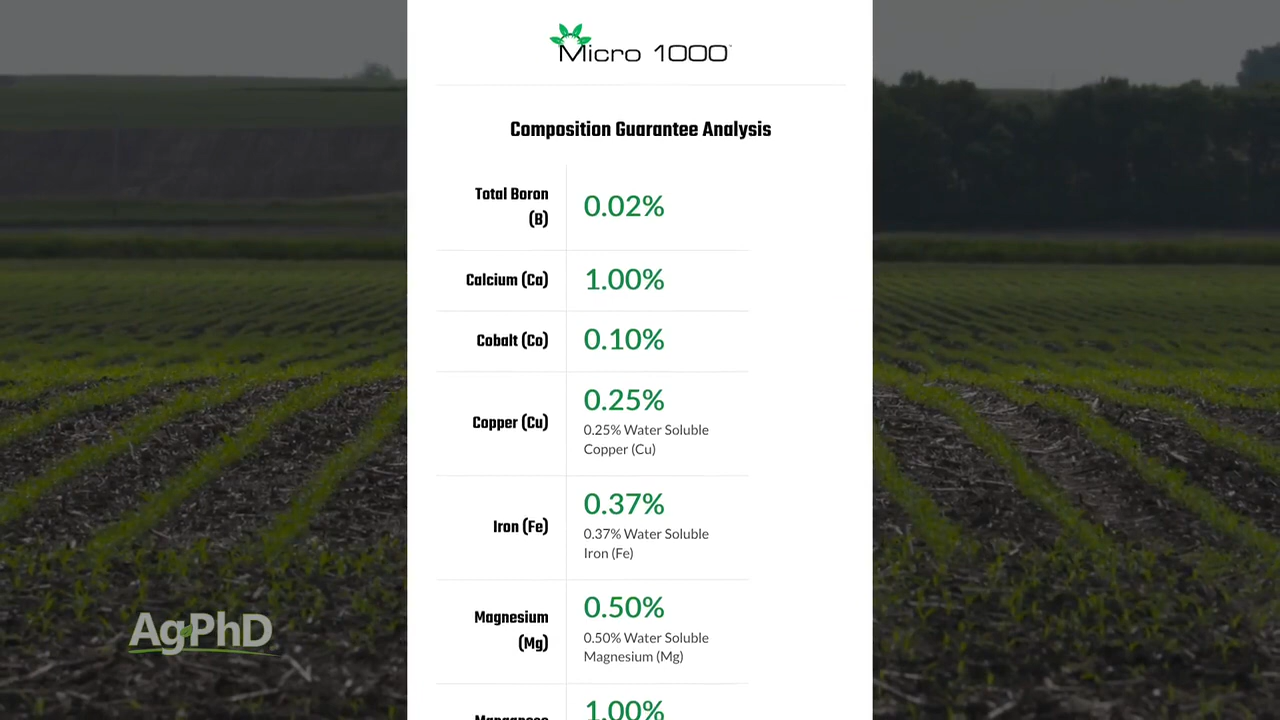 Micro 1000™
Composition Guarantee Analysis
Total Boron
(B)
0.02%
Calcium (Ca)
1.00%
Cobalt (Co)
0.10%
Copper (Cu)
0.25%
0.25% Water Soluble
Copper (Cu)
Iron (Fe)
0.37%
0.37% Water Soluble
Iron (Fe)
Magnesium
(Mg)
0.50%
0.50% Water Soluble
Magnesium (Mg)
Manganese
1.00%
AgPhD